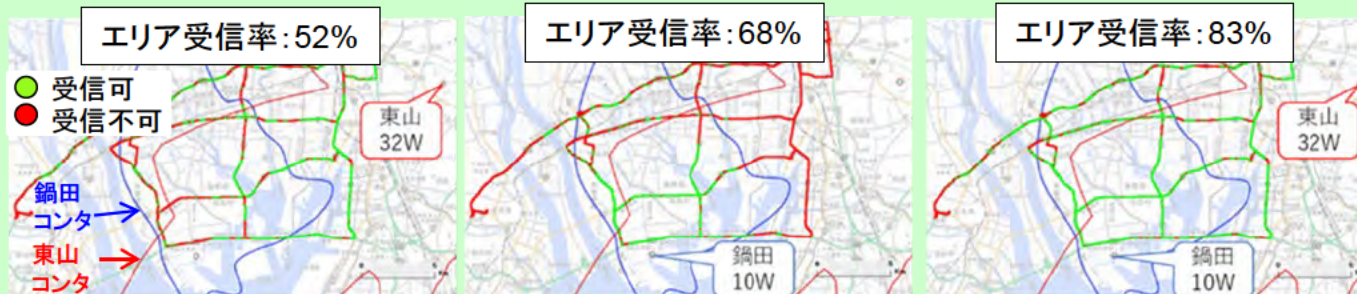 エリア受信率:52%
エリア受信率:68%
エリア受信率:83%
受信可
受信不可
東山
32W
鍋田
コンタ
東山
コンタ
鍋田
10W
東山
32W
鍋田
10W